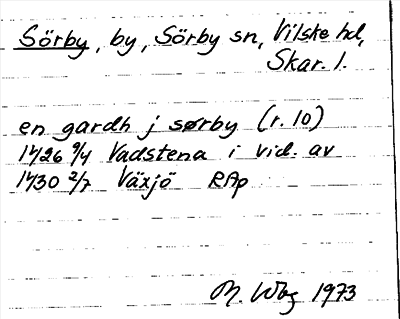 Sörby, by, Sörby sn, Vilske hd,
Skar. l.
en gardh j sørby (r. 10)
1426 9/4 Vadstena i vid. av
1430 2/7 Växjö RAp
M. Wbg 1973